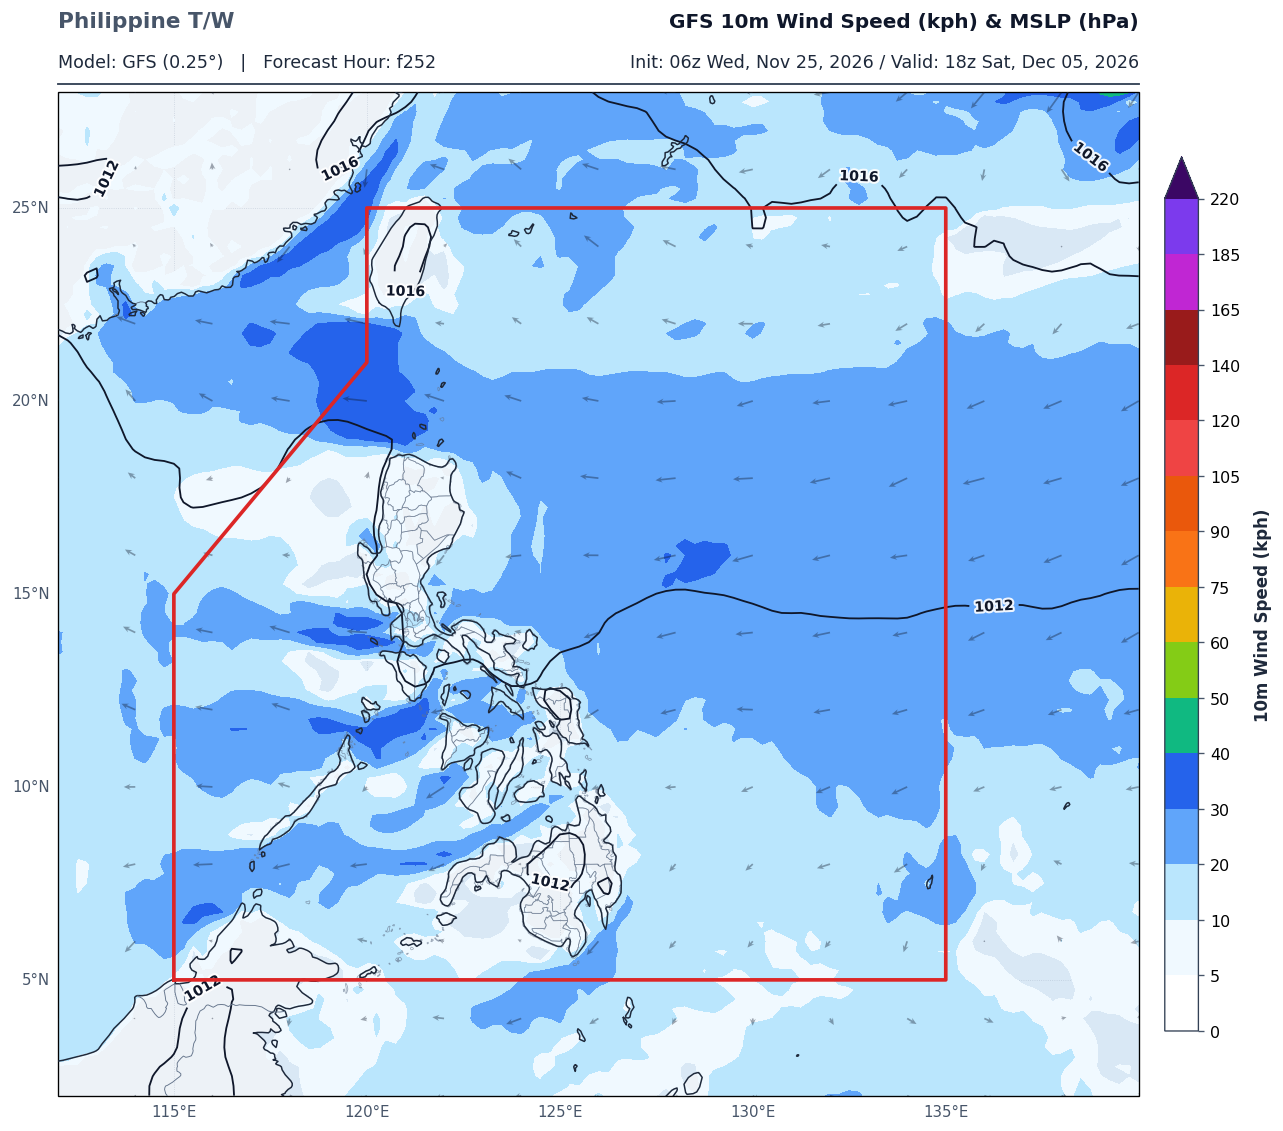 Philippine T/W
GFS 10m Wind Speed (kph) & MSLP (hPa)
Model: GFS (0.25°) | Forecast Hour: f252
Init: 06z Wed, Nov 25, 2026 / Valid: 18z Sat, Dec 05, 2026
1012
1016
1016
1016
1016
1012
1012
1012
25°N
20°N
15°N
10°N
5°N
115°E
120°E
125°E
130°E
135°E
220
185
165
140
120
105
90
75
60
50
40
30
20
10
5
0
10m Wind Speed (kph)